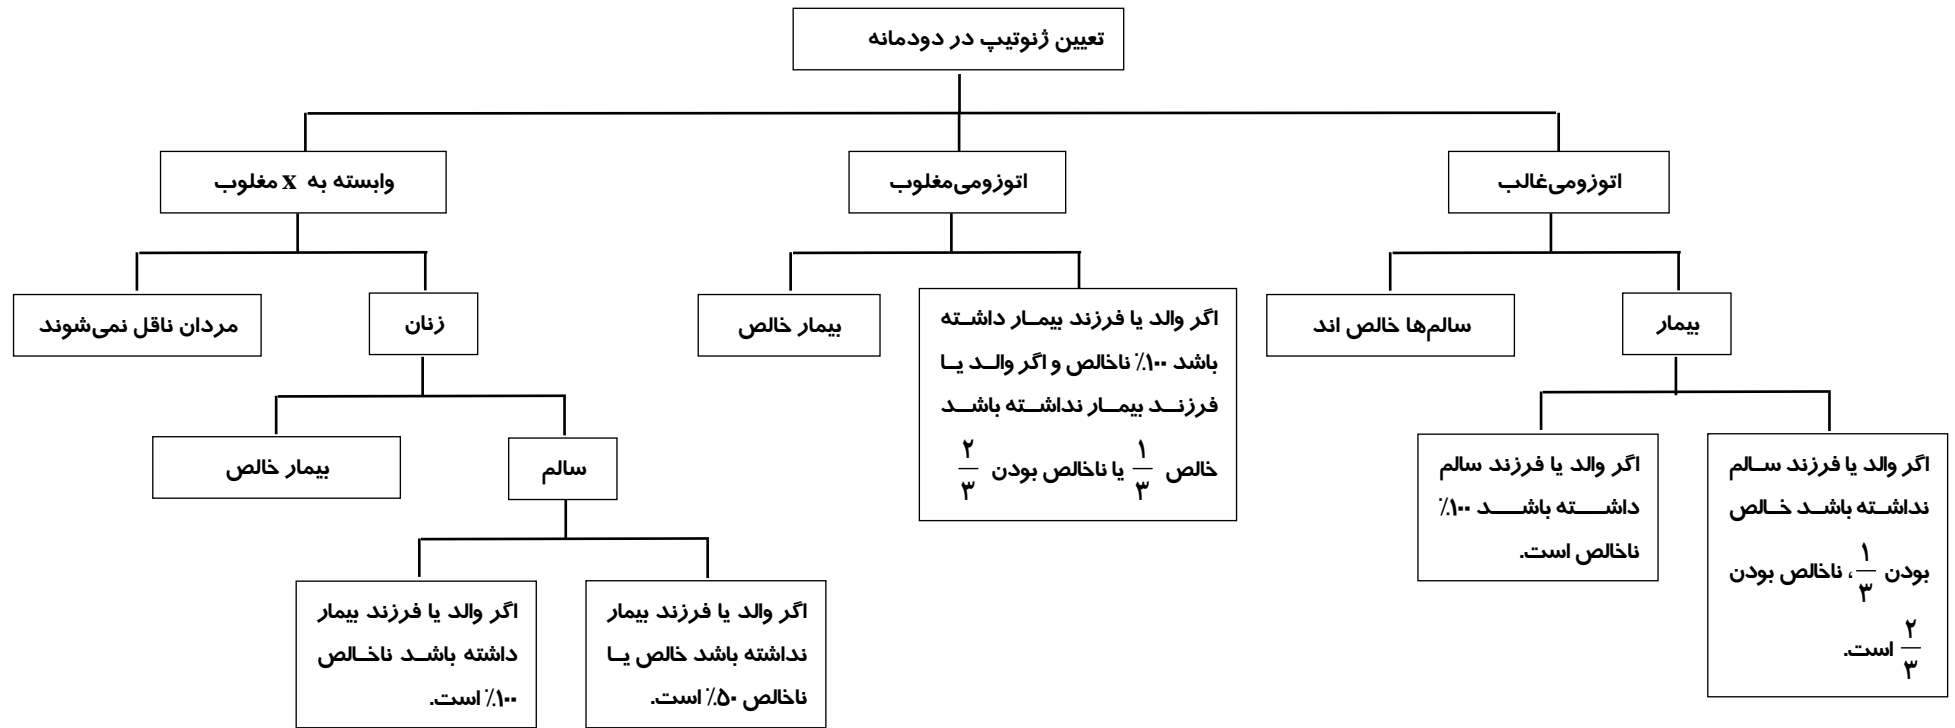 تعیین ژنوتیپ در دودمانه
اتوزومی‌غالب
اتوزومی‌مغلوب
وابسته به x مغلوب
بیمار
سالم‌ها خالص اند
اگر والد یا فرزند بیمار داشته
باشد ۱۰۰٪ ناخالص و اگر والد یا
فرزند بیمار نداشته باشد
خالص ۱/۳ یا ناخالص بودن ۲/۳
بیمار خالص
زنان
مردان ناقل نمی‌شوند
اگر والد یا فرزند سالم
نداشته باشد خالص
بودن ۱/۳، ناخالص بودن
۲/۳ است.
اگر والد یا فرزند سالم
داشته باشد ۱۰۰٪
ناخالص است.
سالم
بیمار خالص
اگر والد یا فرزند بیمار
نداشته باشد خالص یا
ناخالص ۵۰٪ است.
اگر والد یا فرزند بیمار
داشته باشد ناخالص
۱۰۰٪ است.